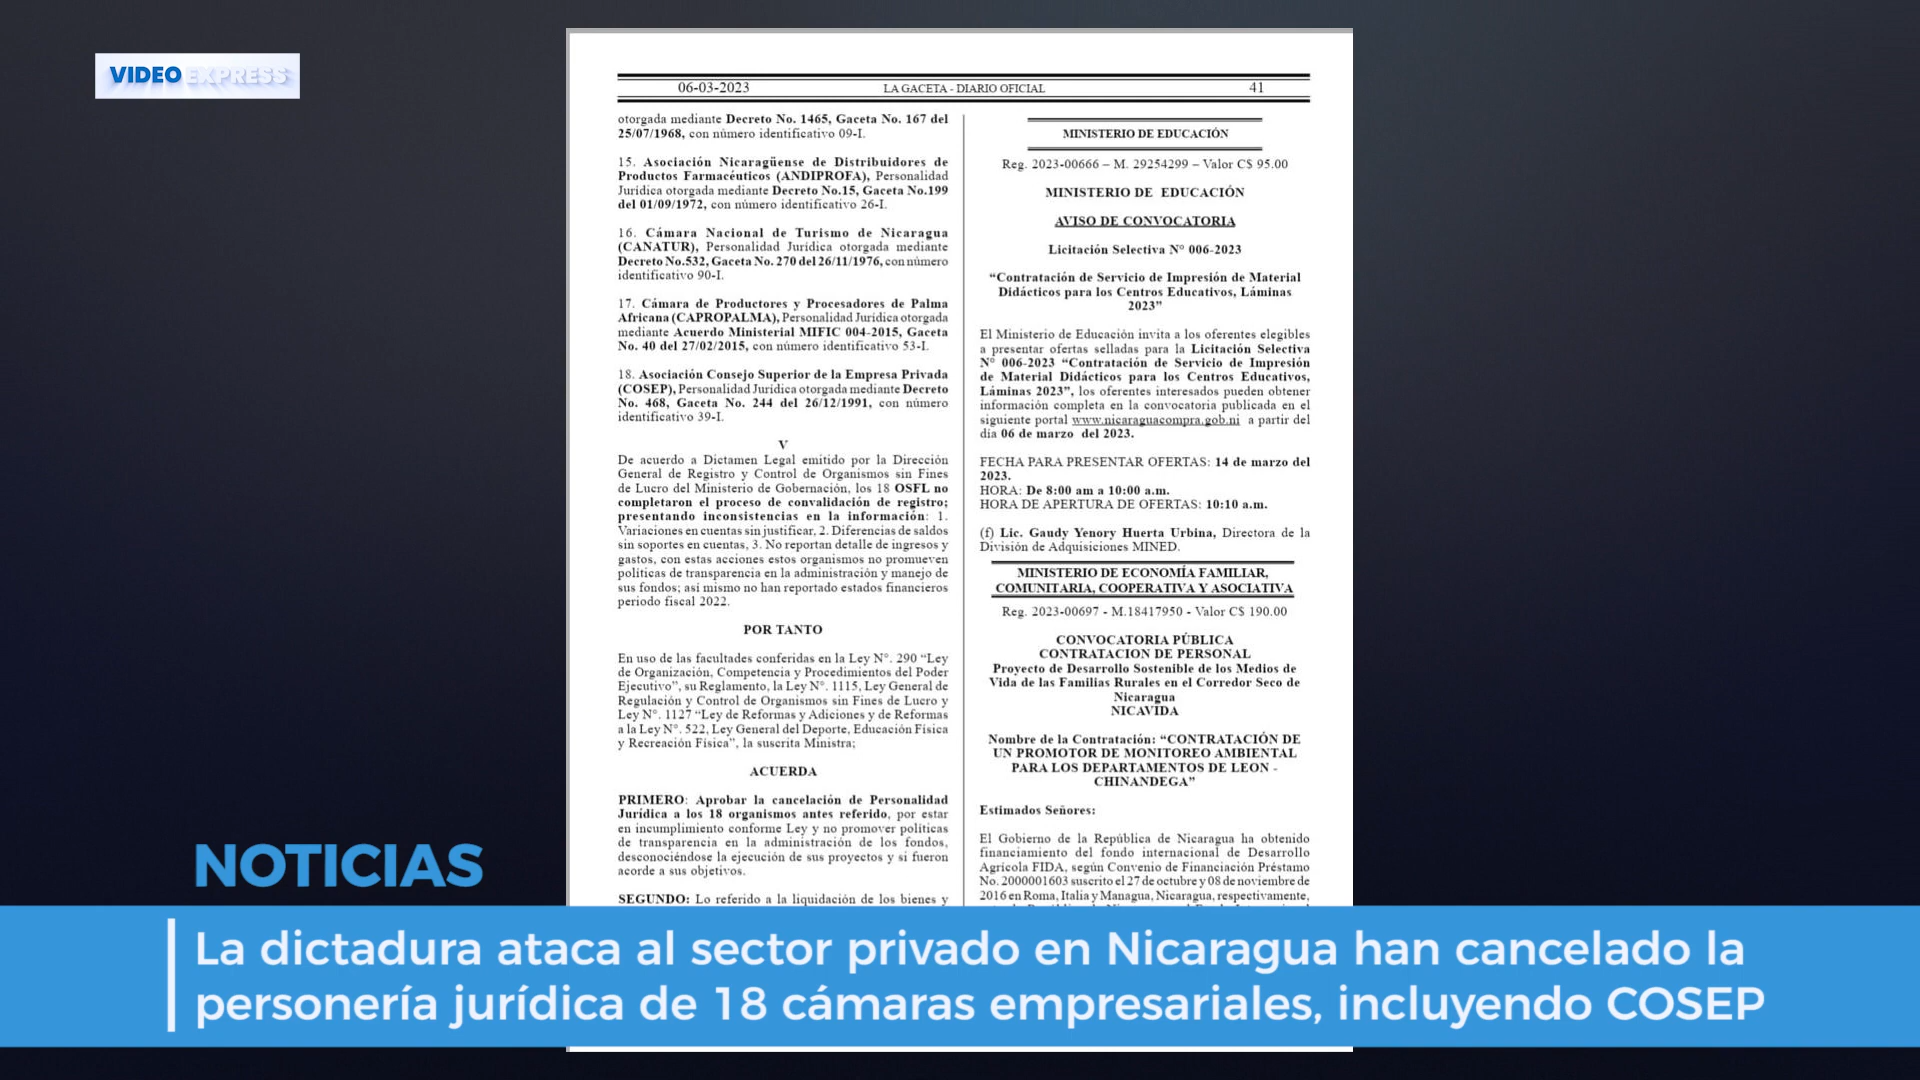 VIDEO EXPRESS
06-03-2023
LA GACETA - DIARIO OFICIAL
41
otorgada mediante Decreto No. 1465, Gaceta No. 167 del
25/07/1968, con número identificativo 09-I.
15. Asociación Nicaragüense de Distribuidores de
Productos Farmacéuticos (ANDIPROFA), Personalidad
Jurídica otorgada mediante Decreto No.15, Gaceta No.199
del 01/09/1972, con número identificativo 26-I.
16. Cámara Nacional de Turismo de Nicaragua
(CANATUR), Personalidad Jurídica otorgada mediante
Decreto No.532, Gaceta No. 270 del 26/11/1976, con número
identificativo 90-I.
17. Cámara de Productores y Procesadores de Palma
Africana (CAPROPALMA), Personalidad Jurídica otorgada
mediante Acuerdo Ministerial MIFIC 004-2015, Gaceta
No. 40 del 27/02/2015, con número identificativo 53-I.
18. Asociación Consejo Superior de la Empresa Privada
(COSEP), Personalidad Jurídica otorgada mediante Decreto
No. 468, Gaceta No. 244 del 26/12/1991, con número
identificativo 39-I.
V
De acuerdo a Dictamen Legal emitido por la Dirección
General de Registro y Control de Organismos sin Fines
de Lucro del Ministerio de Gobernación, los 18 OSFL no
completaron el proceso de convalidación de registro;
presentando inconsistencias en la información: 1.
Variaciones en cuentas sin justificar, 2. Diferencias de saldos
sin soportes en cuentas, 3. No reportan detalle de ingresos y
gastos, con estas acciones estos organismos no promueven
políticas de transparencia en la administración y manejo de
sus fondos; así mismo no han reportado estados financieros
periodo fiscal 2022.
POR TANTO
En uso de las facultades conferidas en la Ley N°. 290 “Ley
de Organización, Competencia y Procedimientos del Poder
Ejecutivo”, su Reglamento, la Ley N°. 1115, Ley General de
Regulación y Control de Organismos sin Fines de Lucro y
Ley N°. 1127 “Ley de Reformas y Adiciones y de Reformas
a la Ley N°. 522, Ley General del Deporte, Educación Física
y Recreación Física”, la suscrita Ministra;
ACUERDA
PRIMERO: Aprobar la cancelación de Personalidad
Jurídica a los 18 organismos antes referido, por estar
en incumplimiento conforme Ley y no promover políticas
de transparencia en la administración de los fondos,
desconociéndose la ejecución de sus proyectos y si fueron
acorde a sus objetivos.
SEGUNDO: Lo referido a la liquidación de los bienes y
MINISTERIO DE EDUCACIÓN
Reg. 2023-00666 – M. 29254299 – Valor C$ 95.00
MINISTERIO DE EDUCACIÓN
AVISO DE CONVOCATORIA
Licitación Selectiva N° 006-2023
“Contratación de Servicio de Impresión de Material
Didácticos para los Centros Educativos, Láminas
2023”
El Ministerio de Educación invita a los oferentes elegibles
a presentar ofertas selladas para la Licitación Selectiva
N° 006-2023 “Contratación de Servicio de Impresión
de Material Didácticos para los Centros Educativos,
Láminas 2023”, los oferentes interesados pueden obtener
información completa en la convocatoria publicada en el
siguiente portal www.nicaraguacompra.gob.ni a partir del
día 06 de marzo del 2023.
FECHA PARA PRESENTAR OFERTAS: 14 de marzo del
2023.
HORA: De 8:00 am a 10:00 a.m.
HORA DE APERTURA DE OFERTAS: 10:10 a.m.
(f) Lic. Gaudy Yenory Huerta Urbina, Directora de la
División de Adquisiciones MINED.
MINISTERIO DE ECONOMÍA FAMILIAR,
COMUNITARIA, COOPERATIVA Y ASOCIATIVA
Reg. 2023-00697 - M.18417950 - Valor C$ 190.00
CONVOCATORIA PÚBLICA
CONTRATACION DE PERSONAL
Proyecto de Desarrollo Sostenible de los Medios de
Vida de las Familias Rurales en el Corredor Seco de
Nicaragua
NICAVIDA
Nombre de la Contratación: “CONTRATACIÓN DE
UN PROMOTOR DE MONITOREO AMBIENTAL
PARA LOS DEPARTAMENTOS DE LEON -
CHINANDEGA”
Estimados Señores:
El Gobierno de la República de Nicaragua ha obtenido
financiamiento del fondo internacional de Desarrollo
Agrícola FIDA, según Convenio de Financiación Préstamo
No. 2000001603 suscrito el 27 de octubre y 08 de noviembre de
2016 en Roma, Italia y Managua, Nicaragua, respectivamente,
NOTICIAS
La dictadura ataca al sector privado en Nicaragua han cancelado la
personería jurídica de 18 cámaras empresariales, incluyendo COSEP